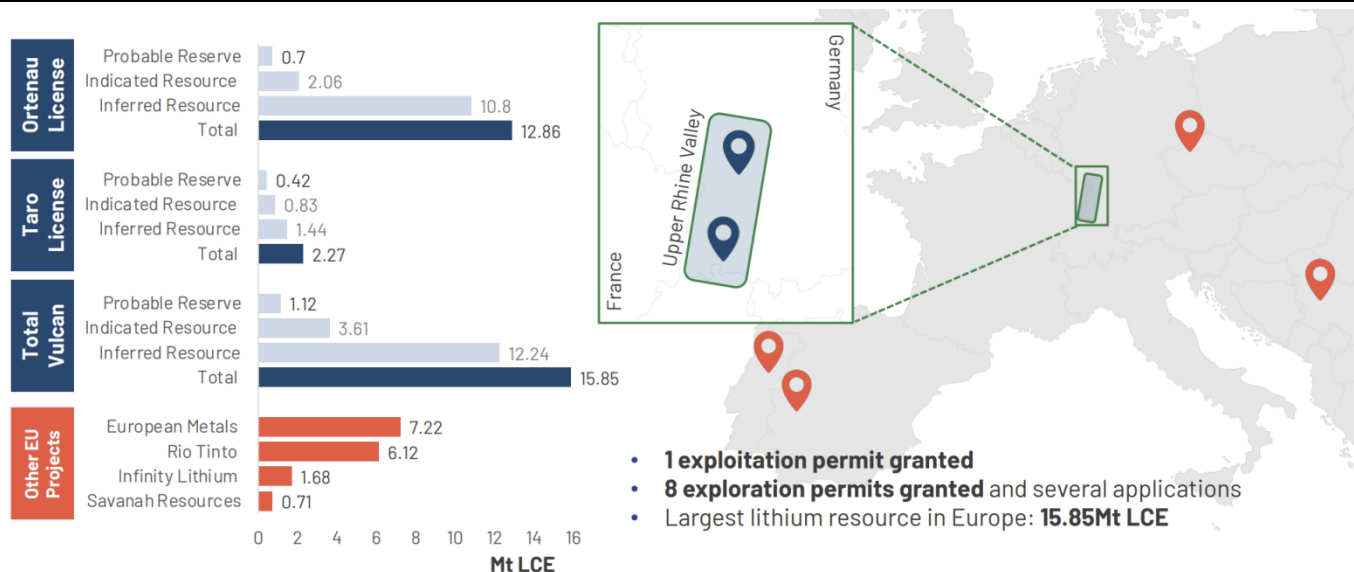 Ortenau
License
Probable Reserve 0.7
Indicated Resource 2.06
Inferred Resource 10.8
Total 12.86
Taro
License
Probable Reserve 0.42
Indicated Resource 0.83
Inferred Resource 1.44
Total 2.27
Total
Vulcan
Probable Reserve 1.12
Indicated Resource 3.61
Inferred Resource 12.24
Total 15.85
Other EU
Projects
European Metals 7.22
Rio Tinto 6.12
Infinity Lithium 1.68
Savanah Resources 0.71
0 2 4 6 8 10 12 14 16
Mt LCE
Germany
Upper Rhine Valley
France
• 1 exploitation permit granted
• 8 exploration permits granted and several applications
• Largest lithium resource in Europe: 15.85Mt LCE